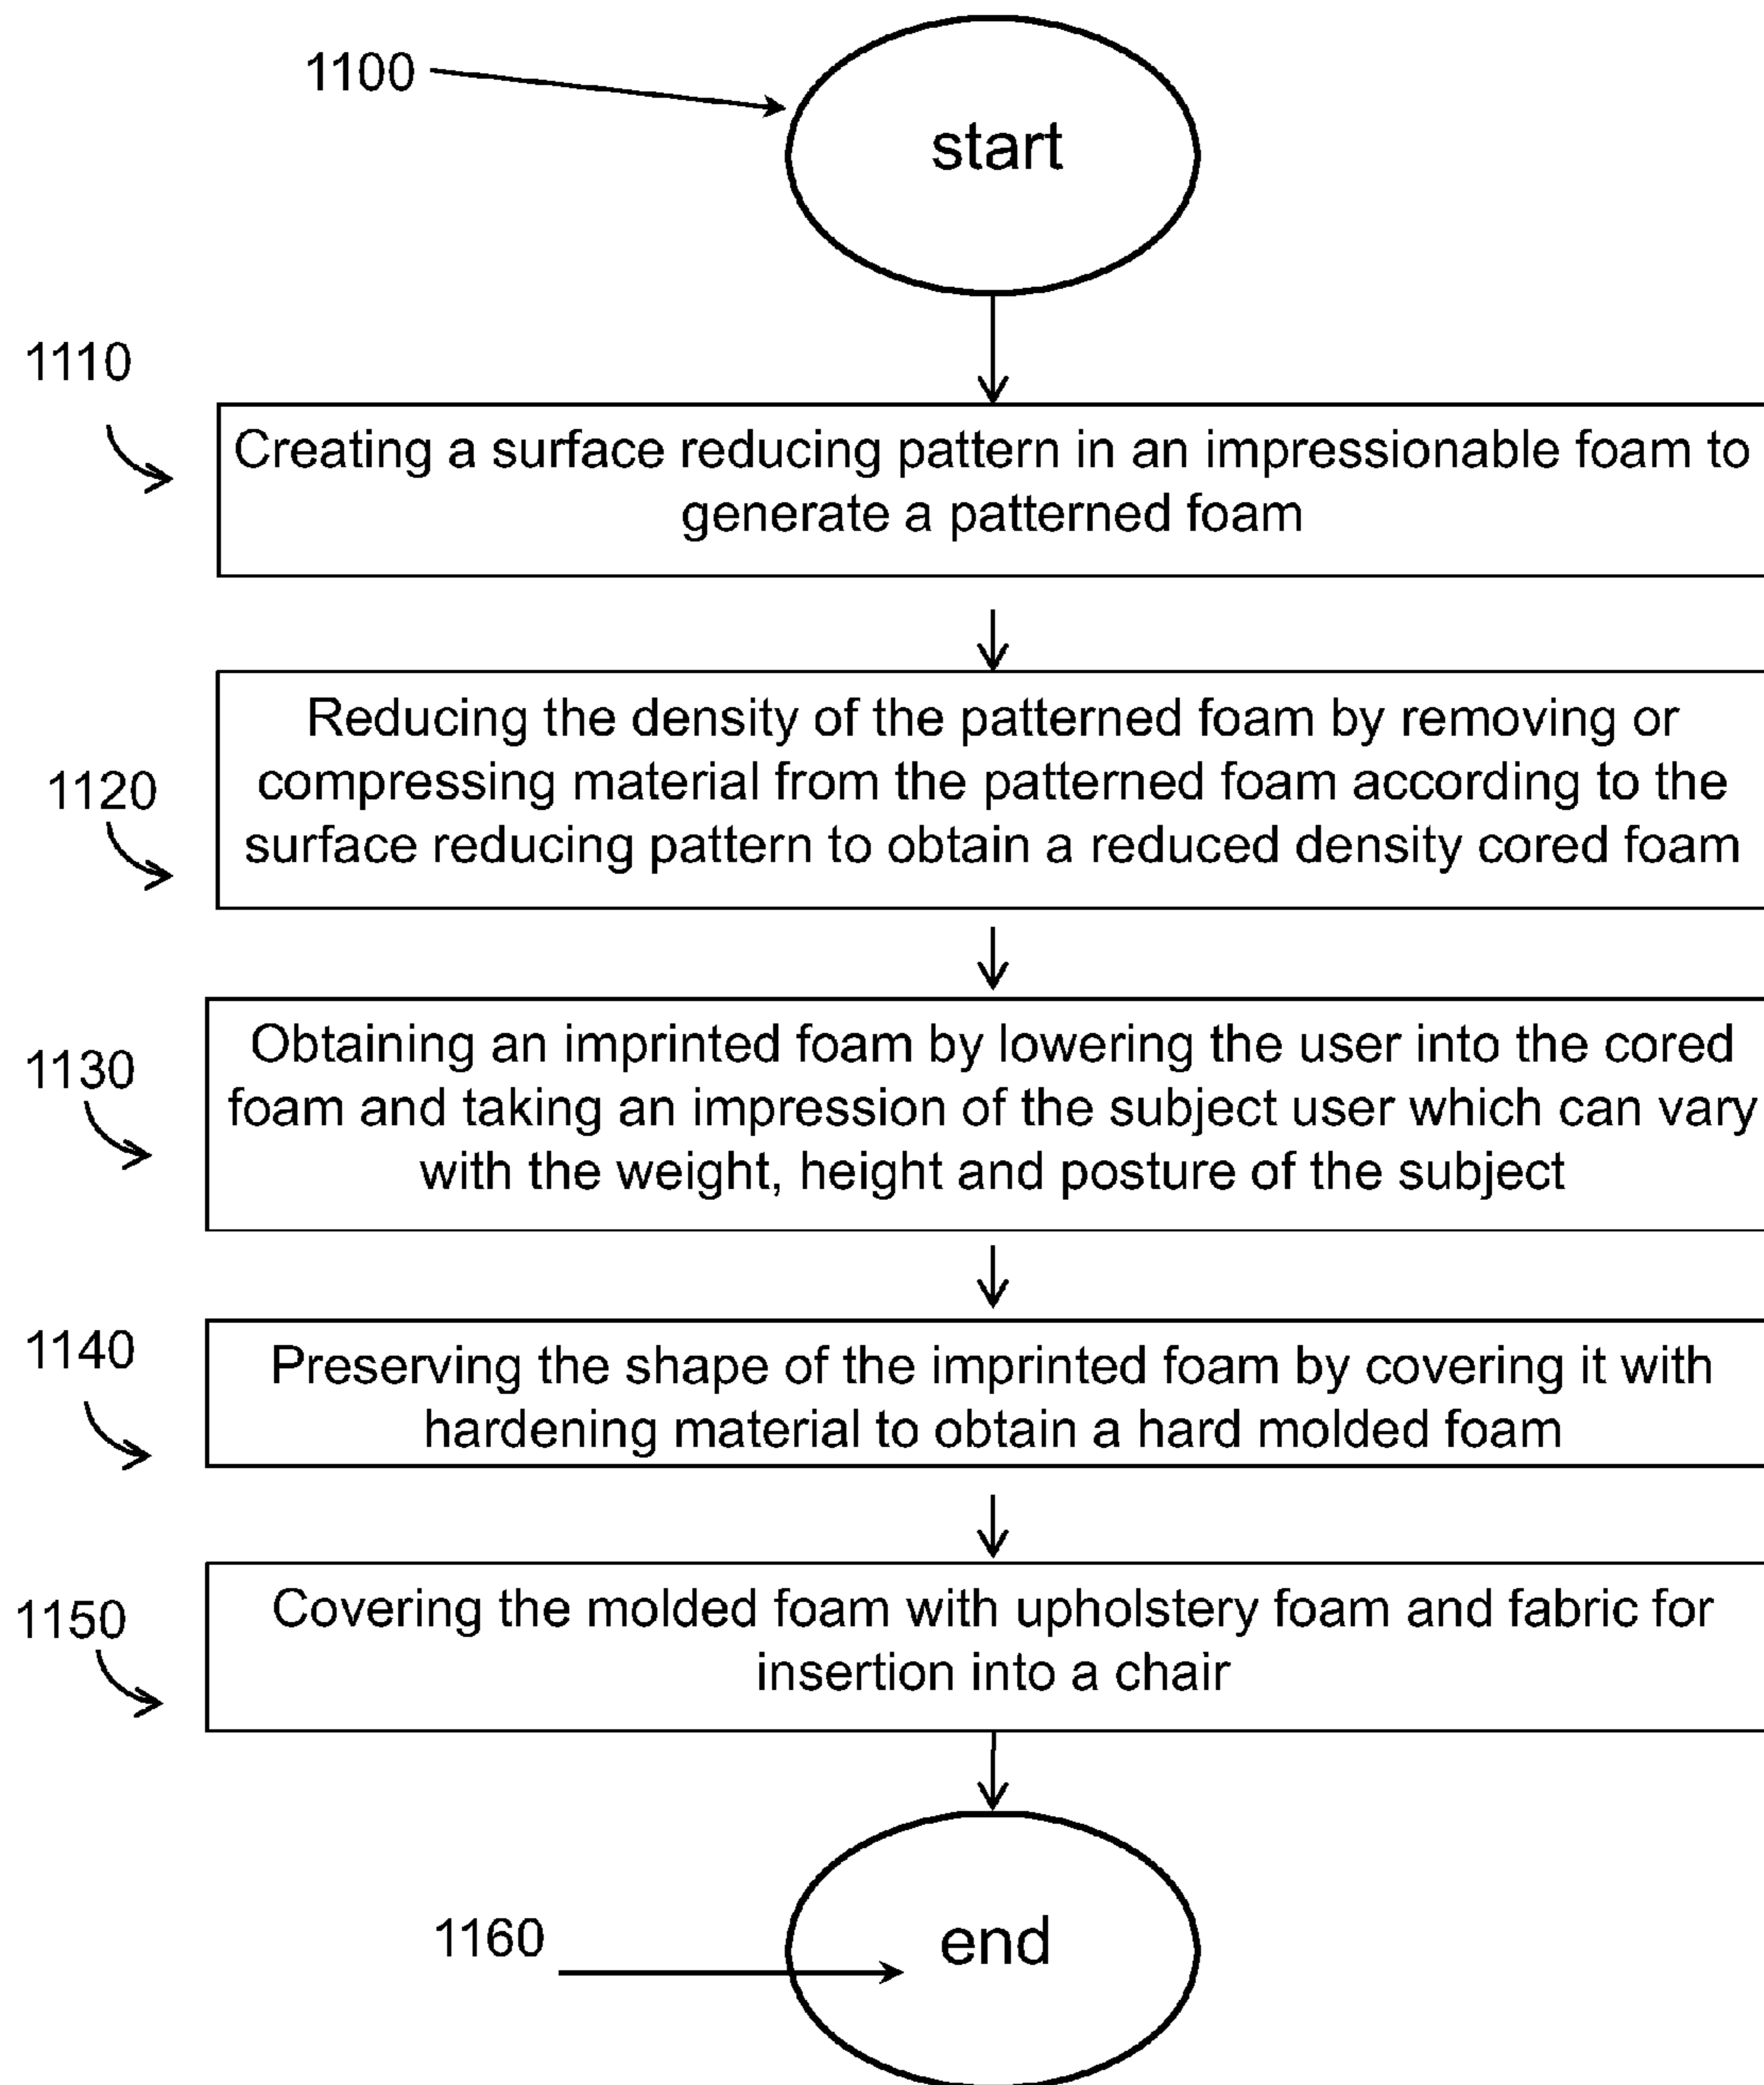 1100
start
1110
Creating a surface reducing pattern in an impressionable foam to
generate a patterned foam
1120
Reducing the density of the patterned foam by removing or
compressing material from the patterned foam according to the
surface reducing pattern to obtain a reduced density cored foam
1130
Obtaining an imprinted foam by lowering the user into the cored
foam and taking an impression of the subject user which can vary
with the weight, height and posture of the subject
1140
Preserving the shape of the imprinted foam by covering it with
hardening material to obtain a hard molded foam
1150
Covering the molded foam with upholstery foam and fabric for
insertion into a chair
1160
end